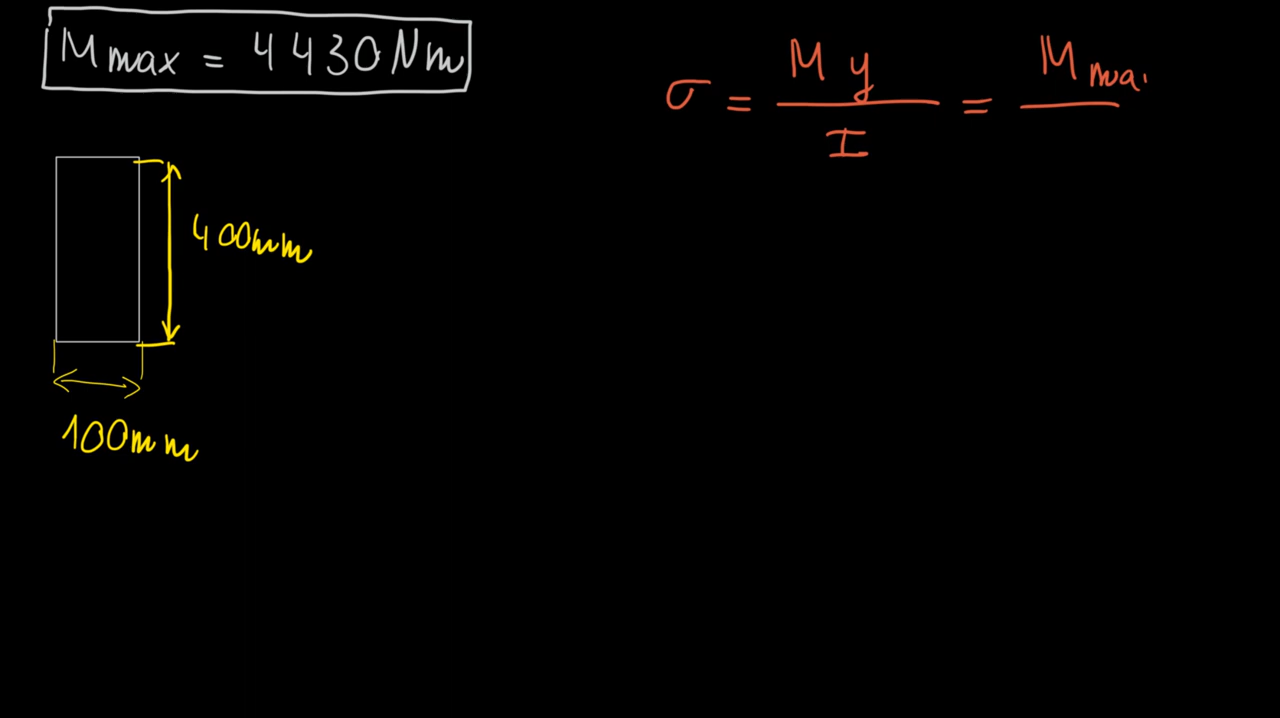 Mmax = 4430Nm
σ = My/I = Mma
400mm
100mm